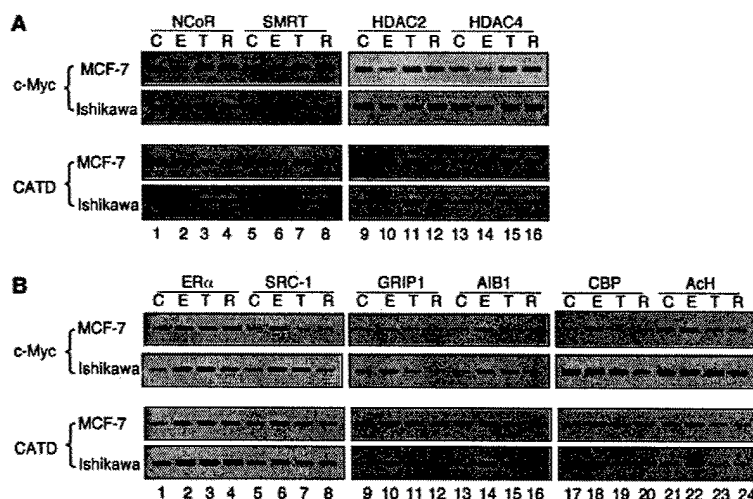 A
NCoR SMRT HDAC2 HDAC4
C E T R C E T R C E T R C E T R
c-Myc
MCF-7
Ishikawa
CATD
MCF-7
Ishikawa
1 2 3 4 5 6 7 8 9 10 11 12 13 14 15 16
B
ERα SRC-1 GRIP1 AIB1 CBP AcH
C E T R C E T R C E T R C E T R C E T R C E T R
c-Myc
MCF-7
Ishikawa
CATD
MCF-7
Ishikawa
1 2 3 4 5 6 7 8 9 10 11 12 13 14 15 16 17 18 19 20 21 22 23 24